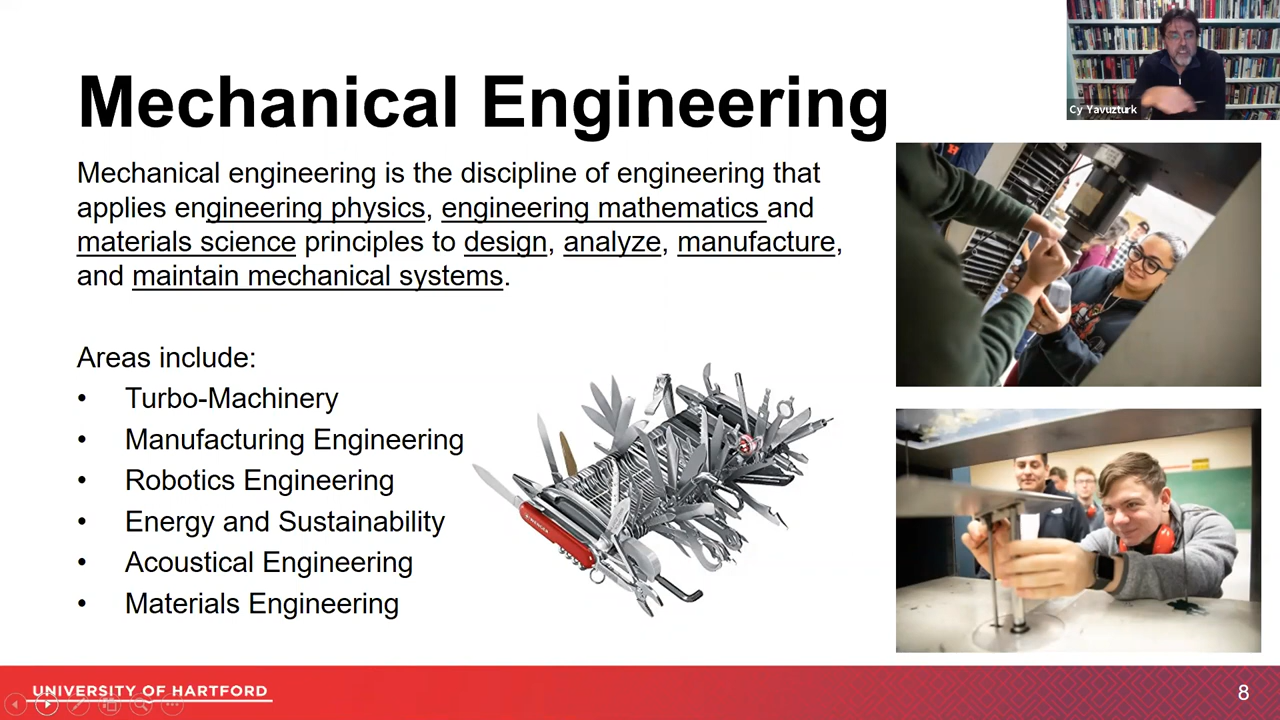 Mechanical Engineering
Cy Yavuzturk
Mechanical engineering is the discipline of engineering that
applies engineering physics, engineering mathematics and
materials science principles to design, analyze, manufacture,
and maintain mechanical systems.
Areas include:
• Turbo-Machinery
• Manufacturing Engineering
• Robotics Engineering
• Energy and Sustainability
• Acoustical Engineering
• Materials Engineering
WENGER
UNIVERSITY OF HARTFORD
8